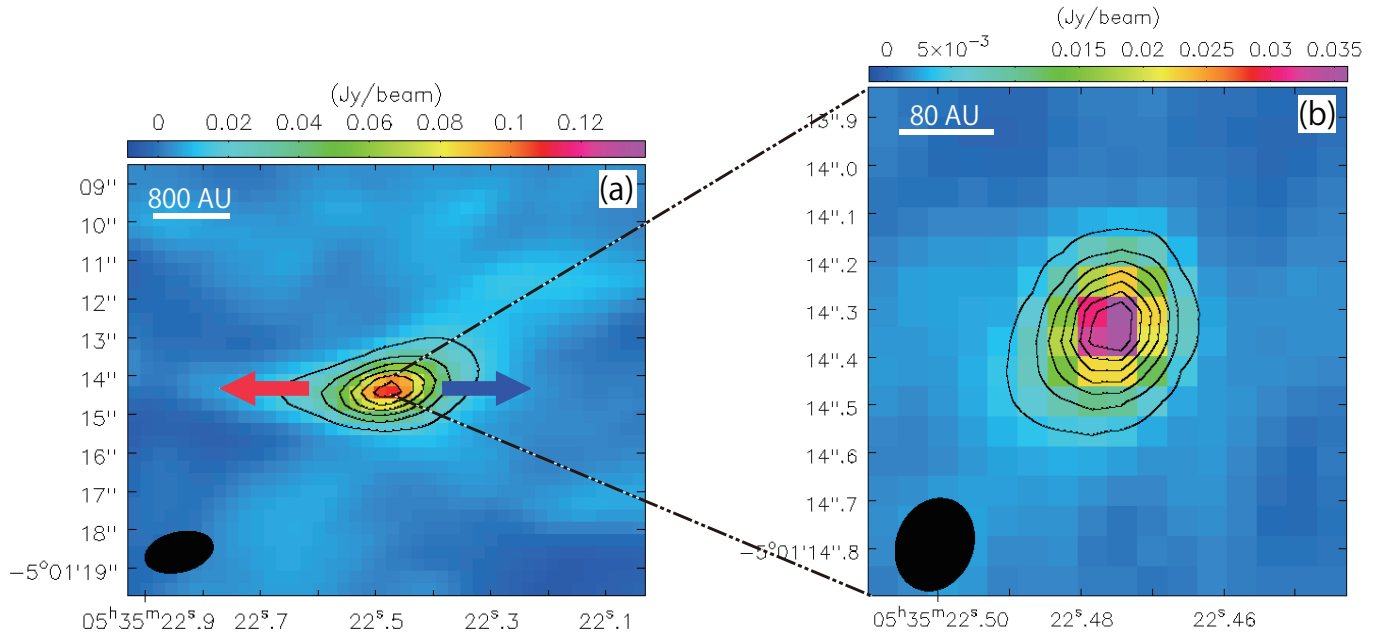 (Jy/beam)
0 0.02 0.04 0.06 0.08 0.1 0.12
(a)
800 AU
09"
10"
11"
12"
13"
14"
15"
16"
17"
18"
-5°01'19"
05ʰ35ᵐ22ˢ.9 22ˢ.7 22ˢ.5 22ˢ.3 22ˢ.1
(Jy/beam)
0 5×10⁻³ 0.015 0.02 0.025 0.03 0.035
(b)
80 AU
13".9
14".0
14".1
14".2
14".3
14".4
14".5
14".6
14".7
-5°01'14".8
05ʰ35ᵐ22ˢ.50 22ˢ.48 22ˢ.46